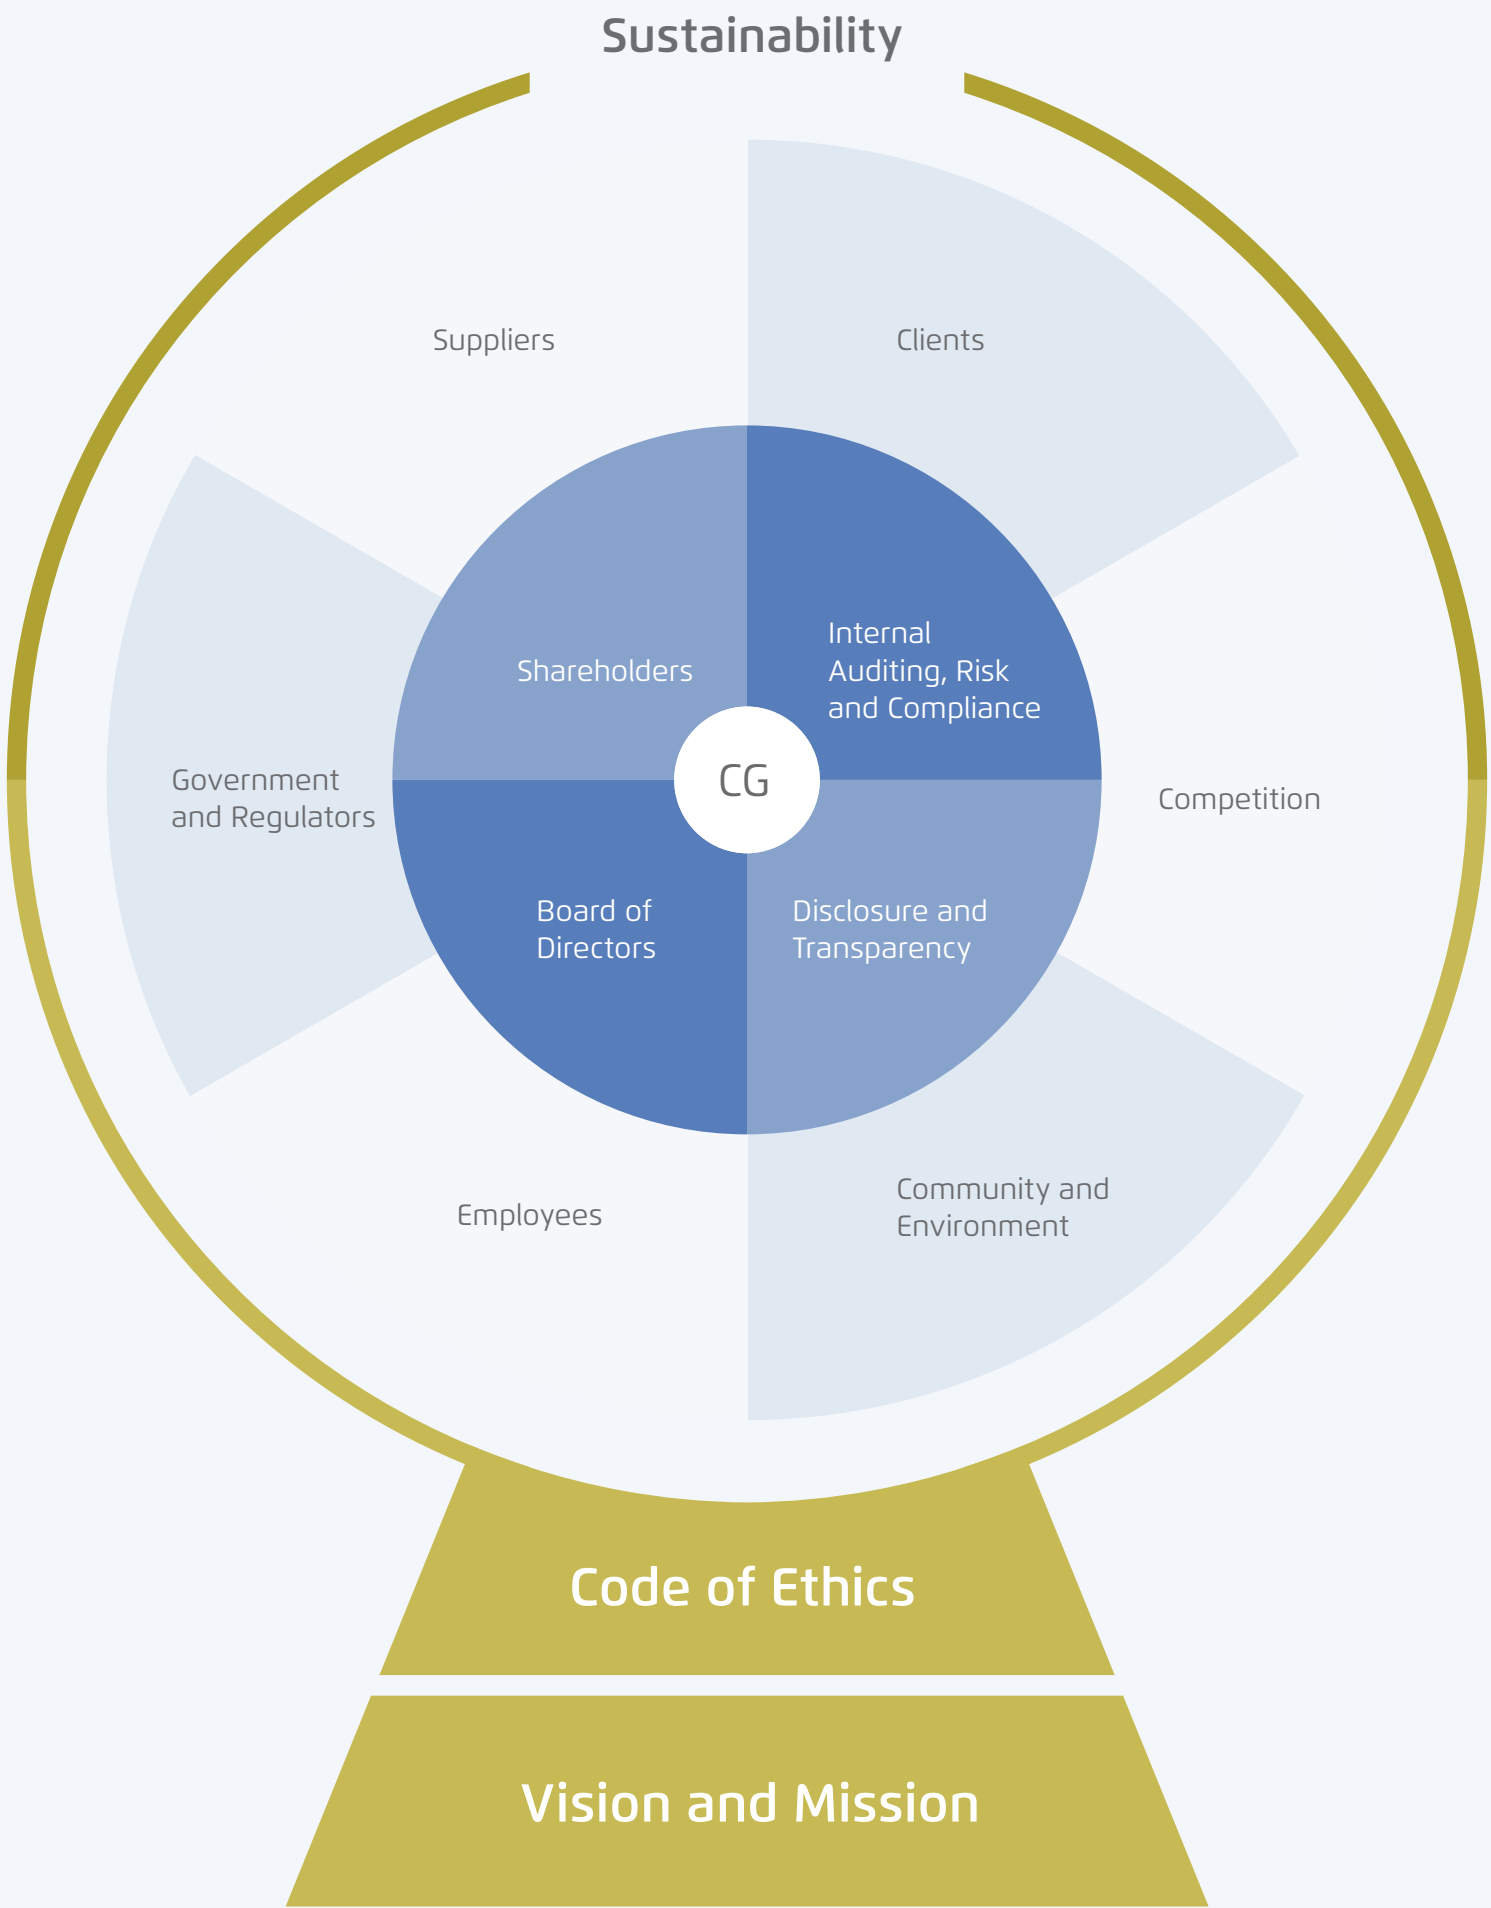 Sustainability
Suppliers
Clients
Internal
Auditing, Risk
and Compliance
Shareholders
CG
Government
and Regulators
Competition
Board of
Directors
Disclosure and
Transparency
Employees
Community and
Environment
Code of Ethics
Vision and Mission